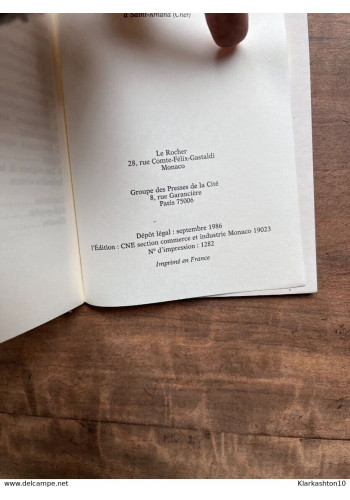 à Saint-Amand (Cher)
Le Rocher
28, rue Comte-Félix-Gastaldi
Monaco
Groupe des Presses de la Cité
8, rue Garancière
Paris 75006
Dépôt légal : septembre 1986
l'Édition : CNE section commerce et industrie Monaco 19023
N° d'impression : 1282
Imprimé en France
www.delcampe.net
Klarkashton10